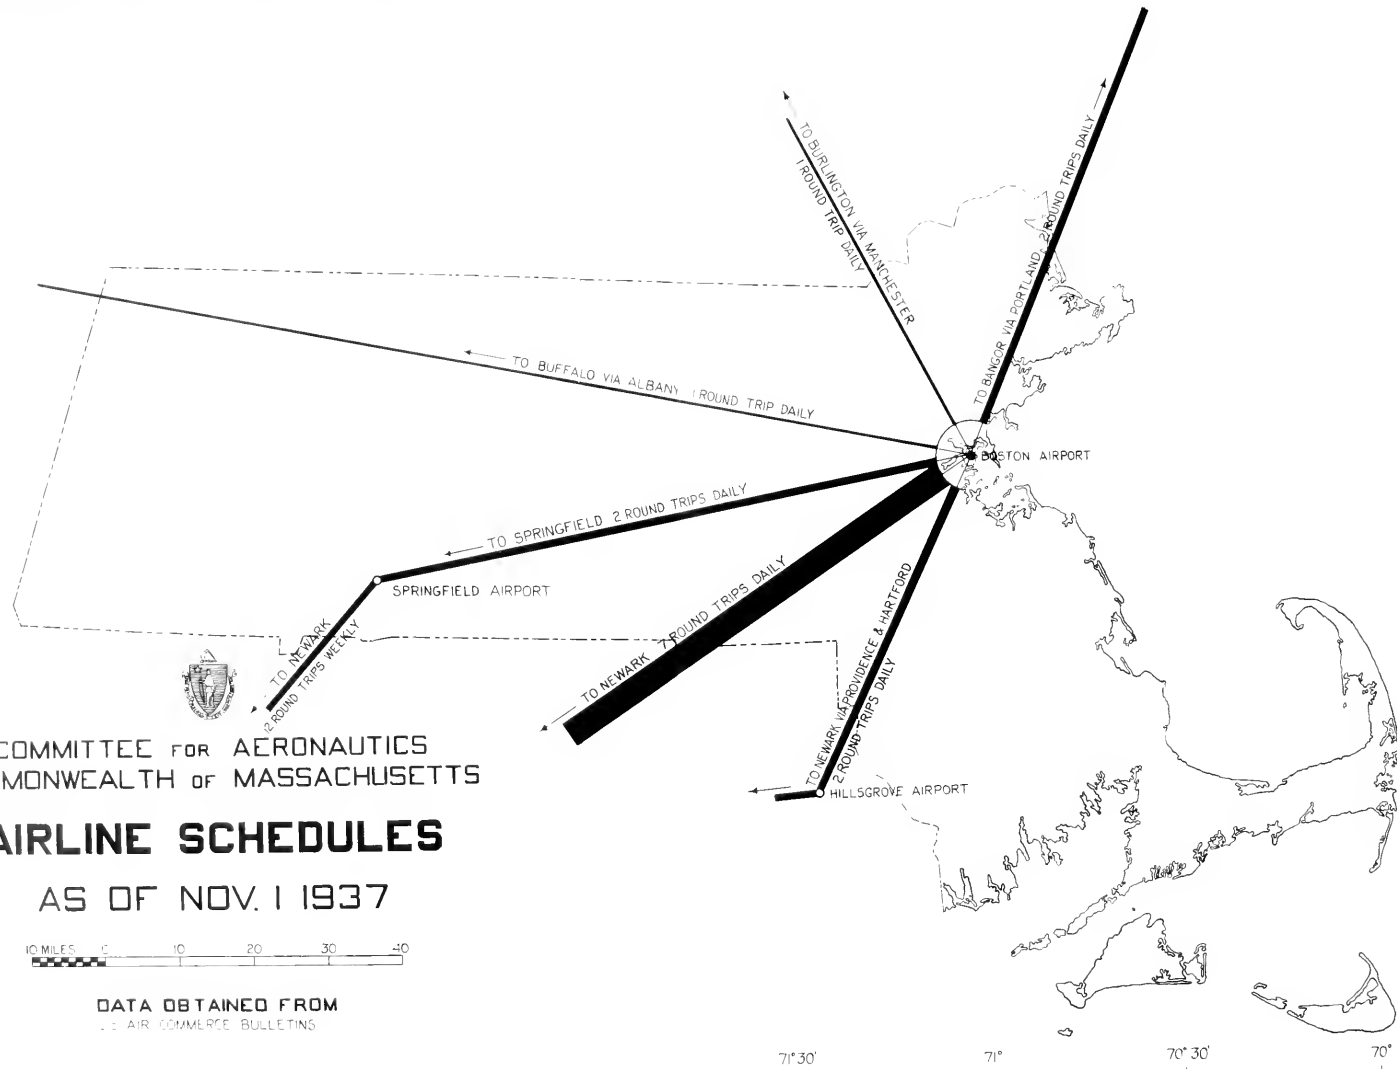 TO BURLINGTON VIA MANCHESTER
1 ROUND TRIP DAILY
TO BANGOR VIA PORTLAND 2 ROUND TRIPS DAILY
TO BUFFALO VIA ALBANY 1 ROUND TRIP DAILY
BOSTON AIRPORT
TO SPRINGFIELD 2 ROUND TRIPS DAILY
SPRINGFIELD AIRPORT
TO NEWARK
12 ROUND TRIPS WEEKLY
TO NEWARK 7 ROUND TRIPS DAILY
TO NEWARK VIA PROVIDENCE & HARTFORD
2 ROUND TRIPS DAILY
HILLSGROVE AIRPORT
COMMITTEE FOR AERONAUTICS
MONWEALTH OF MASSACHUSETTS
AIRLINE SCHEDULES
AS OF NOV. 1 1937
10 MILES 0 10 20 30 40
DATA OBTAINED FROM
AIR COMMERCE BULLETINS
71°30' 71° 70°30' 70°